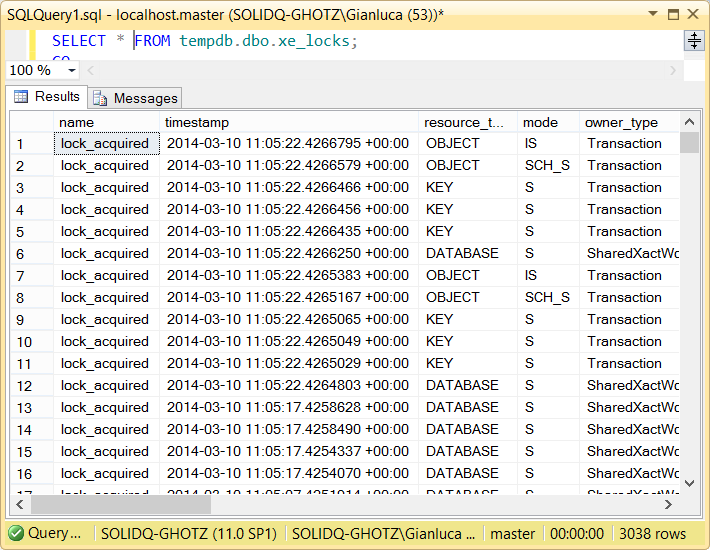 SQLQuery1.sql - localhost.master (SOLIDQ-GHOTZ\Gianluca (53))*
SELECT * FROM tempdb.dbo.xe_locks;
100 %
Results Messages
name timestamp resource_t... mode owner_type
1 lock_acquired 2014-03-10 11:05:22.4266795 +00:00 OBJECT IS Transaction
2 lock_acquired 2014-03-10 11:05:22.4266579 +00:00 OBJECT SCH_S Transaction
3 lock_acquired 2014-03-10 11:05:22.4266466 +00:00 KEY S Transaction
4 lock_acquired 2014-03-10 11:05:22.4266456 +00:00 KEY S Transaction
5 lock_acquired 2014-03-10 11:05:22.4266435 +00:00 KEY S Transaction
6 lock_acquired 2014-03-10 11:05:22.4266250 +00:00 DATABASE S SharedXactWo
7 lock_acquired 2014-03-10 11:05:22.4265383 +00:00 OBJECT IS Transaction
8 lock_acquired 2014-03-10 11:05:22.4265167 +00:00 OBJECT SCH_S Transaction
9 lock_acquired 2014-03-10 11:05:22.4265065 +00:00 KEY S Transaction
10 lock_acquired 2014-03-10 11:05:22.4265049 +00:00 KEY S Transaction
11 lock_acquired 2014-03-10 11:05:22.4265029 +00:00 KEY S Transaction
12 lock_acquired 2014-03-10 11:05:22.4264803 +00:00 DATABASE S SharedXactWo
13 lock_acquired 2014-03-10 11:05:17.4258628 +00:00 DATABASE S SharedXactWo
14 lock_acquired 2014-03-10 11:05:17.4258490 +00:00 DATABASE S SharedXactWo
15 lock_acquired 2014-03-10 11:05:17.4254337 +00:00 DATABASE S SharedXactWo
16 lock_acquired 2014-03-10 11:05:17.4254070 +00:00 DATABASE S SharedXactWo
Query... SOLIDQ-GHOTZ (11.0 SP1) SOLIDQ-GHOTZ\Gianluca ... master 00:00:00 3038 rows